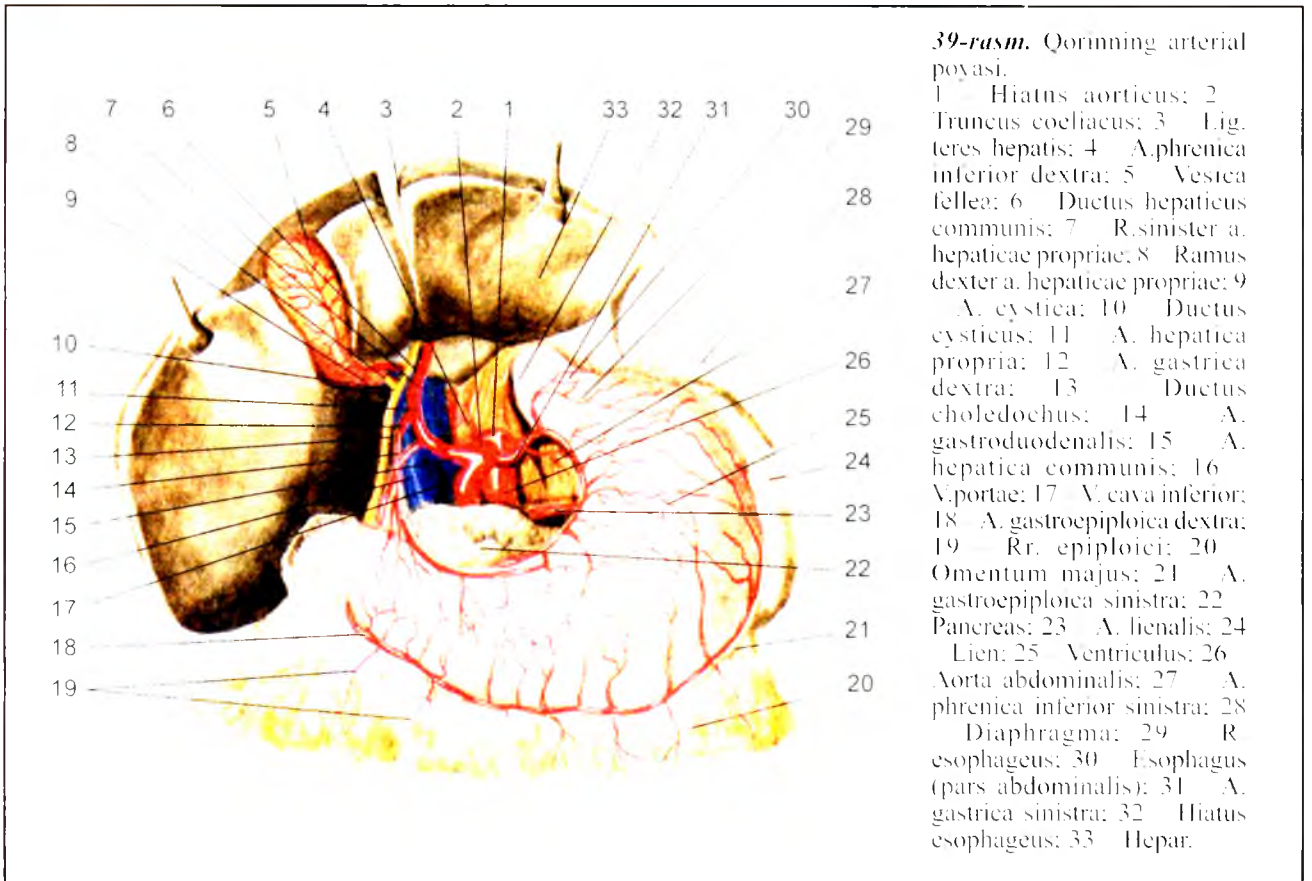 7 6 5 4 3 2 1 33 32 31 30
8
9
10
11
12
13
14
15
16
17
18
19
29
28
27
26
25
24
23
22
21
20
39-rasm. Qorinning arterial
poyasi.
1 – Hiatns aorticus; 2
Truncus coeliacus; 3 Lig.
teres hepatis; 4 A.phrenica
inferior dextra; 5 Vesica
fellea; 6 Ductus hepaticus
communis; 7 R.sinister a.
hepaticae propriae; 8 Ramus
dexter a. hepaticae propriae; 9
A. cystica; 10 Ductus
cysticus; 11 A. hepatica
propria; 12 A. gastrica
dextra; 13 Ductus
choledochus; 14 A.
gastroduodenalis; 15 A.
hepatica communis; 16
V.portae; 17 V. cava inferior;
18 A. gastroepiploica dextra;
19 – Rr. epiploici; 20
Omentum majus; 21 A.
gastroepiploica sinistra; 22
Pancreas; 23 A. lienalis; 24
Lien; 25 Ventriculus; 26
Aorta abdominalis; 27 A.
phrenica inferior sinistra; 28
Diaphragma; 29 R.
esophageus; 30 Esophagus
(pars abdominalis); 31 A.
gastrica sinistra; 32 Hiatus
esophageus; 33 Hepar.